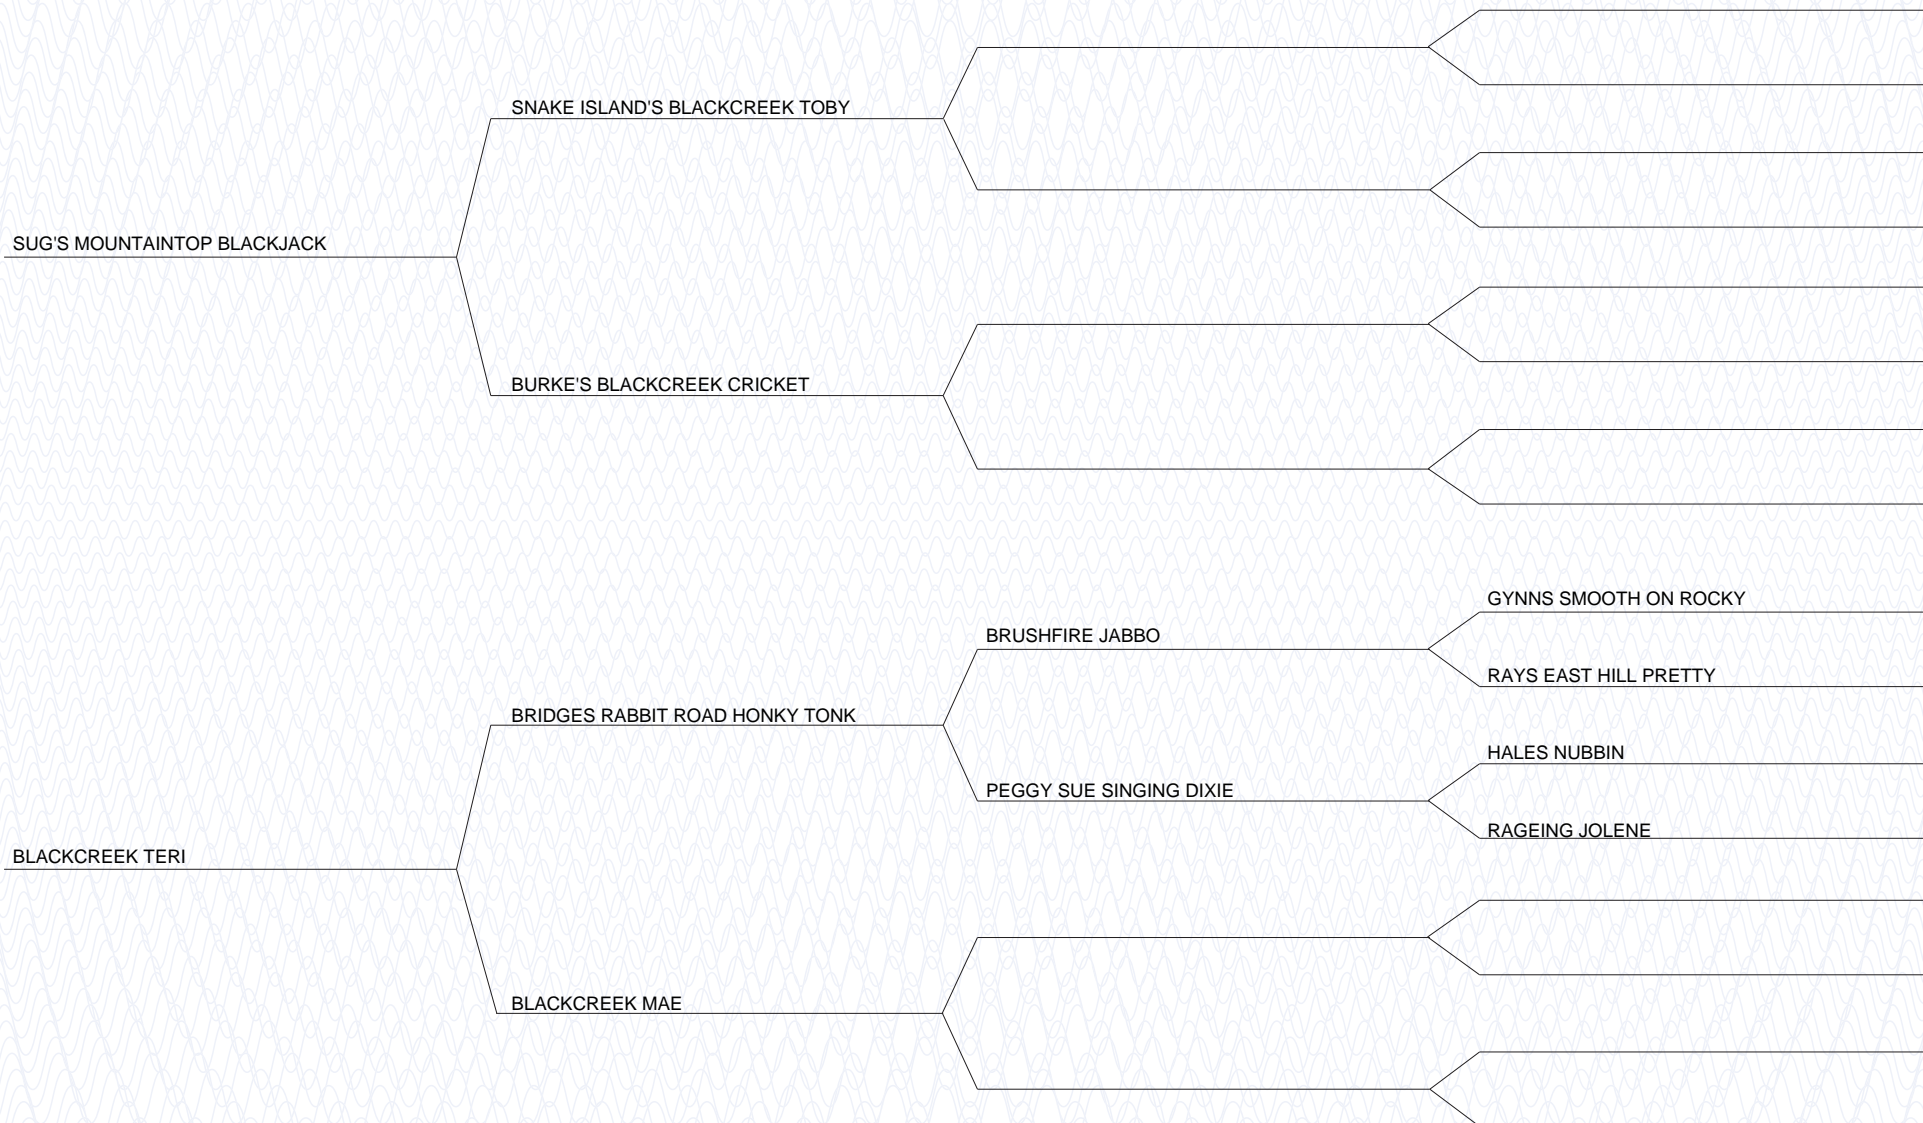 SNAKE ISLAND'S BLACKCREEK TOBY
SUG'S MOUNTAINTOP BLACKJACK
BURKE'S BLACKCREEK CRICKET
GYNNS SMOOTH ON ROCKY
BRUSHFIRE JABBO
RAYS EAST HILL PRETTY
BRIDGES RABBIT ROAD HONKY TONK
HALES NUBBIN
PEGGY SUE SINGING DIXIE
RAGEING JOLENE
BLACKCREEK TERI
BLACKCREEK MAE